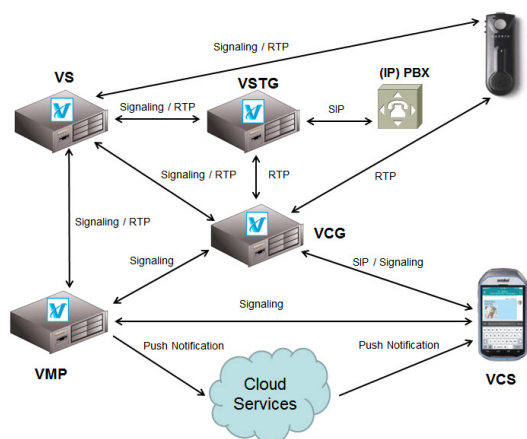 Signaling / RTP
VS
VSTG
(IP) PBX
Signaling / RTP
SIP
Signaling / RTP
RTP
RTP
Signaling / RTP
VCG
Signaling
SIP / Signaling
Signaling
VMP
Push Notification
Push Notification
VCS
Cloud
Services